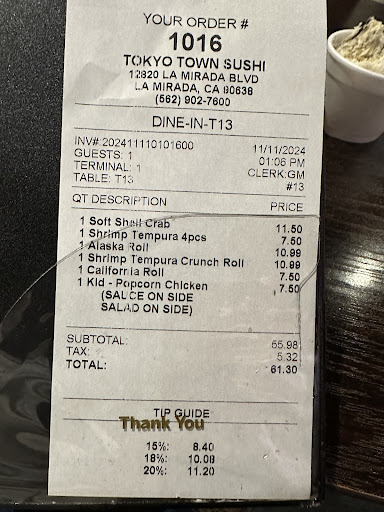 YOUR ORDER #
1016
TOKYO TOWN SUSHI
12820 LA MIRADA BLVD
LA MIRADA, CA 90638
(562) 902-7600
DINE-IN-T13
INV# 202411110101600 11/11/2024
GUESTS: 1 01:06 PM
TERMINAL: 1 CLERK:GM
TABLE: T13 #13
QT DESCRIPTION PRICE
1 Soft Shell Crab 11.50
1 Shrimp Tempura 4pcs 7.50
1 Alaska Roll 10.99
1 Shrimp Tempura Crunch Roll 10.99
1 California Roll 7.50
1 Kid - Popcorn Chicken 7.50
(SAUCE ON SIDE
SALAD ON SIDE)
SUBTOTAL: 55.98
TAX: 5.32
TOTAL: 61.30
TIP GUIDE
Thank You
15%: 8.40
18%: 10.08
20%: 11.20